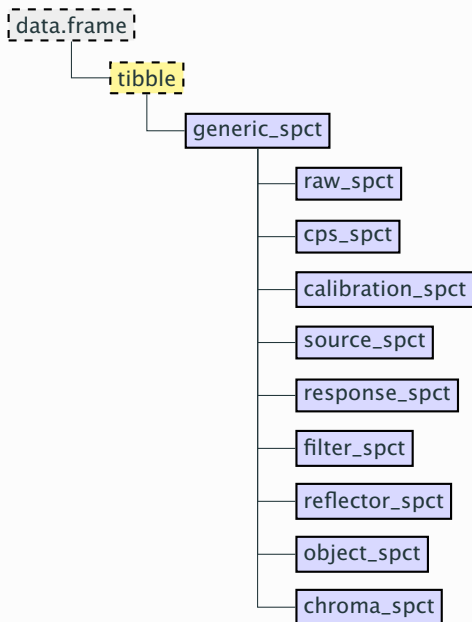 data.frame
tibble
generic_spct
raw_spct
cps_spct
calibration_spct
source_spct
response_spct
filter_spct
reflector_spct
object_spct
chroma_spct